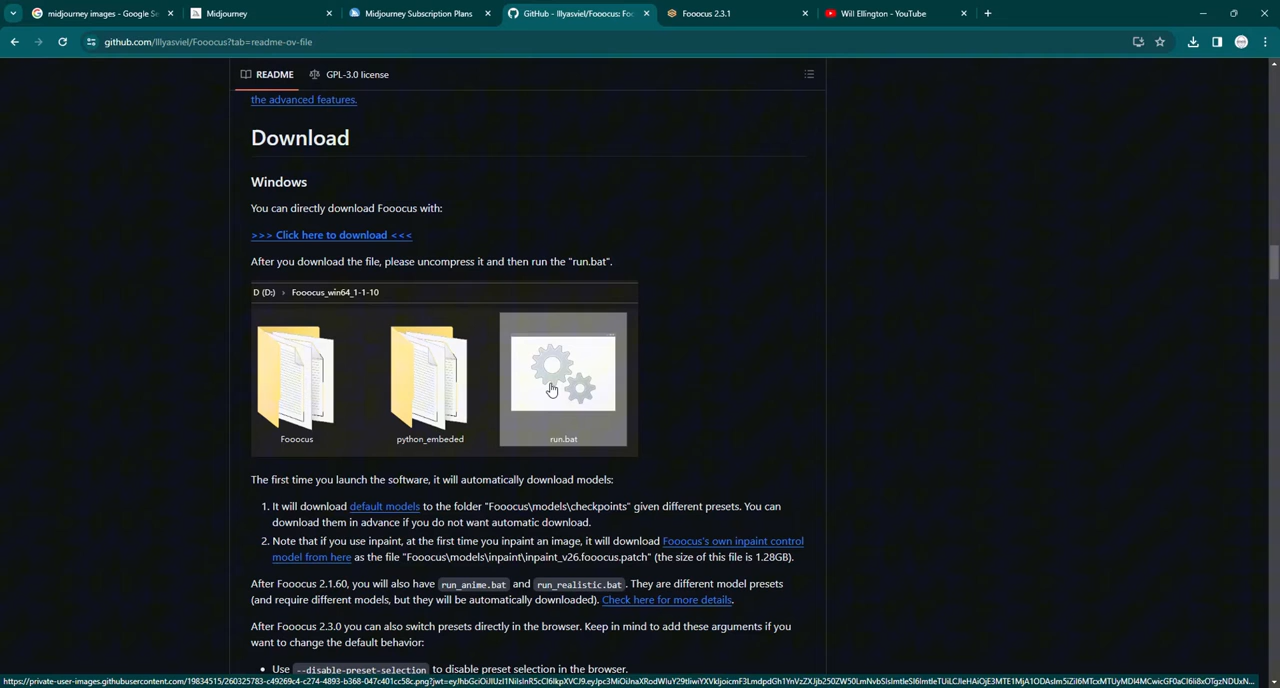 midjourney images - Google Se
Midjourney
Midjourney Subscription Plans
GitHub - lllyasviel/Fooocus: Foc
Fooocus 2.3.1
Will Ellington - YouTube
github.com/lllyasviel/Fooocus?tab=readme-ov-file
README
GPL-3.0 license
the advanced features.
Download
Windows
You can directly download Fooocus with:
>>> Click here to download <<<
After you download the file, please uncompress it and then run the "run.bat".
D (D:) › Fooocus_win64_1-1-10
Fooocus
python_embeded
run.bat
The first time you launch the software, it will automatically download models:
1. It will download default models to the folder "Fooocus\models\checkpoints" given different presets. You can
download them in advance if you do not want automatic download.
2. Note that if you use inpaint, at the first time you inpaint an image, it will download Fooocus's own inpaint control
model from here as the file "Fooocus\models\inpaint\inpaint_v26.fooocus.patch" (the size of this file is 1.28GB).
After Fooocus 2.1.60, you will also have run_anime.bat and run_realistic.bat. They are different model presets
(and require different models, but they will be automatically downloaded). Check here for more details.
After Fooocus 2.3.0 you can also switch presets directly in the browser. Keep in mind to add these arguments if you
want to change the default behavior:
• Use --disable-preset-selection to disable preset selection in the browser.